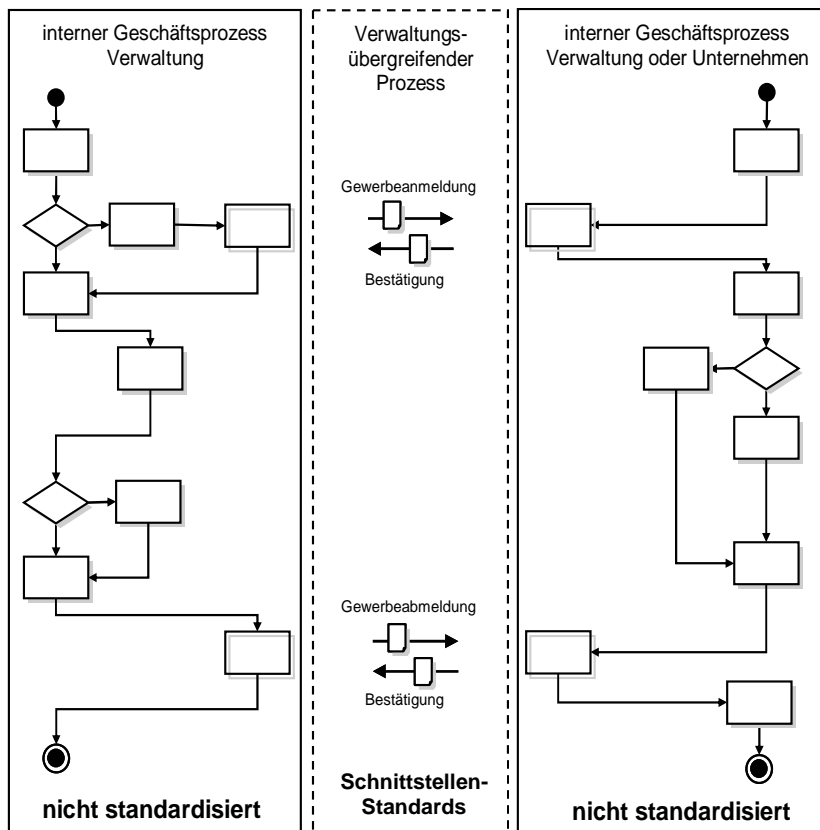 interner Geschäftsprozess
Verwaltung
Verwaltungs-
übergreifender
Prozess
interner Geschäftsprozess
Verwaltung oder Unternehmen
Gewerbeanmeldung
Bestätigung
Gewerbeabmeldung
Bestätigung
nicht standardisiert
Schnittstellen-
Standards
nicht standardisiert